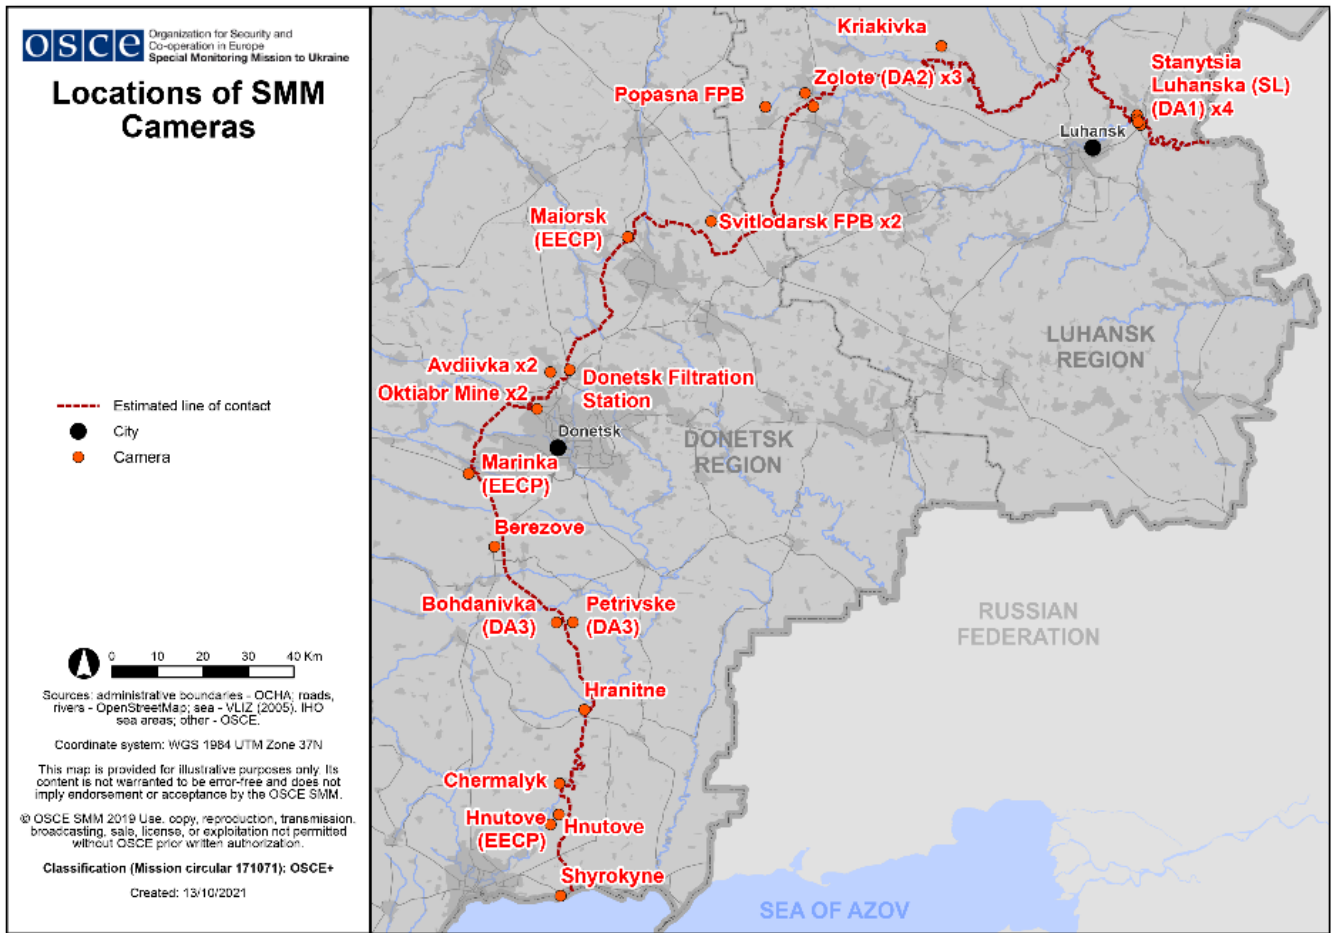 OSCE
Organization for Security and
Co-operation in Europe
Special Monitoring Mission to Ukraine
Locations of SMM
Cameras
Estimated line of contact
City
Camera
0 10 20 30 40 Km
Sources: administrative boundaries - OCHA; roads,
rivers - OpenStreetMap; sea - VLIZ (2005). IHO
sea areas; other - OSCE.
Coordinate system: WGS 1984 UTM Zone 37N
This map is provided for illustrative purposes only. Its
content is not warranted to be error-free and does not
imply endorsement or acceptance by the OSCE SMM.
© OSCE SMM 2019 Use. copy, reproduction, transmission.
broadcasting, sale, license, or exploitation not permitted
without OSCE prior written authorization.
Classification (Mission circular 171071): OSCE+
Created: 13/10/2021
Kriakivka
Zolote (DA2) x3
Popasna FPB
Stanytsia
Luhanska (SL)
(DA1) x4
Luhansk
Maiorsk
(EECP)
Svitlodarsk FPB x2
LUHANSK
REGION
Avdiivka x2
Donetsk Filtration
Station
Oktiabr Mine x2
Donetsk
DONETSK
REGION
Marinka
(EECP)
Berezove
Bohdanivka
(DA3)
Petrivske
(DA3)
RUSSIAN
FEDERATION
Hranitne
Chermalyk
Hnutove
(EECP)
Hnutove
Shyrokyne
SEA OF AZOV